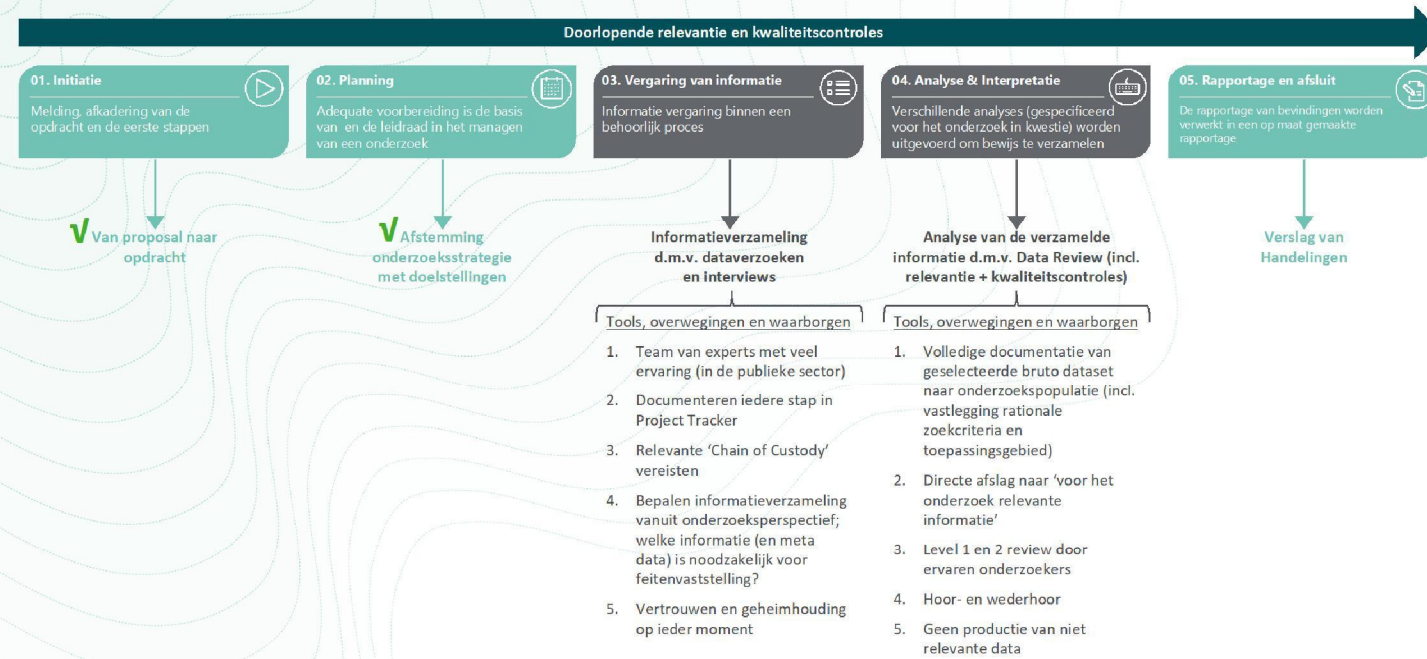 Doorlopende relevantie en kwaliteitscontroles
01. Initiatie
Melding, afkadering van de
opdracht en de eerste stappen
02. Planning
Adequate voorbereiding is de basis
van en de leidraad in het managen
van een onderzoek
03. Vergaring van informatie
Informatie vergaring binnen een
behoorlijk proces
04. Analyse & Interpretatie
Verschillende analyses (gespecificeerd
voor het onderzoek in kwestie) worden
uitgevoerd om bewijs te verzamelen
05. Rapportage en afsluit
De rapportage van bevindingen worden
verwerkt in een op maat gemaakte
rapportage
√ Van proposal naar
opdracht
√ Afstemming
onderzoeksstrategie
met doelstellingen
Informatieverzameling
d.m.v. dataverzoeken
en interviews
Tools, overwegingen en waarborgen
1. Team van experts met veel
ervaring (in de publieke sector)
2. Documenteren iedere stap in
Project Tracker
3. Relevante ‘Chain of Custody’
vereisten
4. Bepalen informatieverzameling
vanuit onderzoeksperspectief;
welke informatie (en meta
data) is noodzakelijk voor
feitenvaststelling?
5. Vertrouwen en geheimhouding
op ieder moment
Analyse van de verzamelde
informatie d.m.v. Data Review (incl.
relevantie + kwaliteitscontroles)
Tools, overwegingen en waarborgen
1. Volledige documentatie van
geselecteerde bruto dataset
naar onderzoekspopulatie (incl.
vastlegging rationale
zoekcriteria en
toepassingsgebied)
2. Directe afslag naar ‘voor het
onderzoek relevante
informatie’
3. Level 1 en 2 review door
ervaren onderzoekers
4. Hoor- en wederhoor
5. Geen productie van niet
relevante data
Verslag van
Handelingen